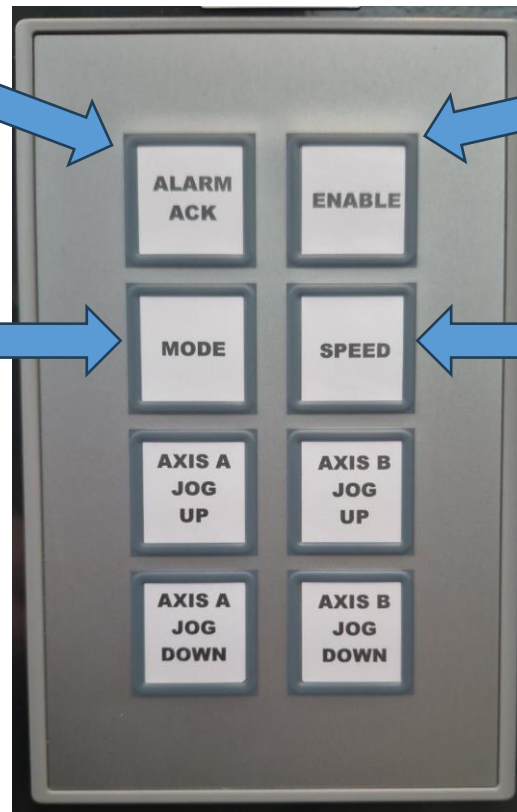 ALARM
ACK
ENABLE
MODE
SPEED
AXIS A
JOG
UP
AXIS B
JOG
UP
AXIS A
JOG
DOWN
AXIS B
JOG
DOWN